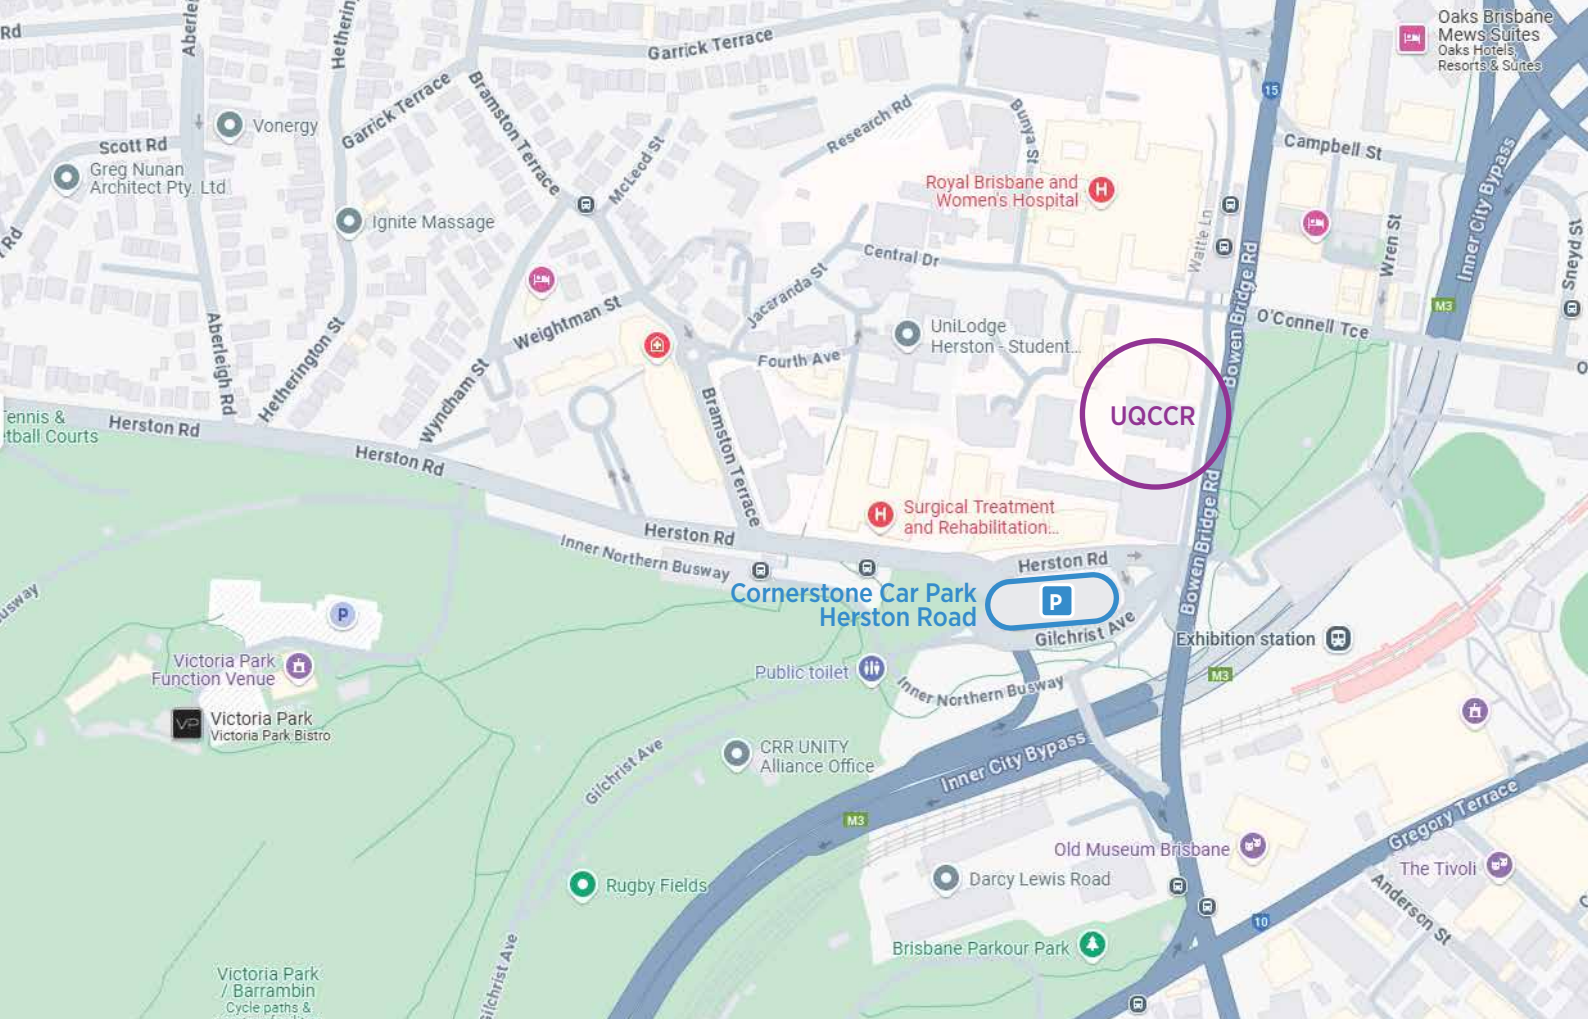 Rd
Aberle
Hetherin
Garrick Terrace
Oaks Brisbane
Mews Suites
Oaks Hotels,
Resorts & Suites
15
Garrick Terrace
Bramston Terrace
Research Rd
Bunya St
Vonergy
Scott Rd
McLeod St
Campbell St
Inner City Bypass
Greg Nunan
Architect Pty. Ltd
Royal Brisbane and
Women's Hospital
H
Ignite Massage
Rd
Wattle Ln
Wren St
Sneyd St
Central Dr
Jacaranda St
Bowen Bridge Rd
M3
Weightman St
O'Connell Tce
UniLodge
Herston - Student...
Aberleigh Rd
Hetherington St
Fourth Ave
O
Wyndham St
Bramston Terrace
UQCCR
Tennis &
etball Courts
Herston Rd
Herston Rd
H
Surgical Treatment
and Rehabilitation...
Bowen Bridge Rd
Herston Rd
Inner Northern Busway
Herston Rd
Cornerstone Car Park
Herston Road
P
Gilchrist Ave
usway
P
Exhibition station
Victoria Park
Function Venue
Public toilet
Inner Northern Busway
M3
VP
Victoria Park
Victoria Park Bistro
Gilchrist Ave
CRR UNITY
Alliance Office
Inner City Bypass
M3
Gregory Terrace
Old Museum Brisbane
The Tivoli
Rugby Fields
Darcy Lewis Road
Anderson St
10
Brisbane Parkour Park
Gilchrist Ave
Victoria Park
/ Barrambin
Cycle paths &